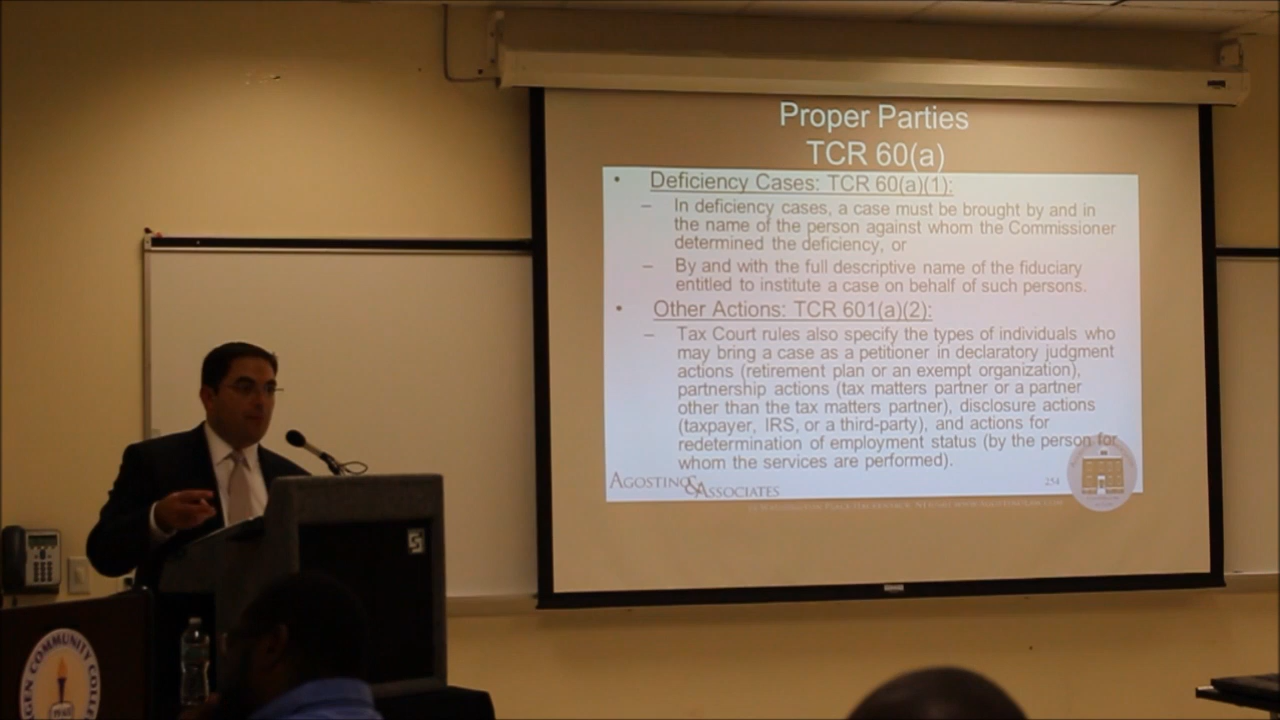 Proper Parties
TCR 60(a)
• Deficiency Cases: TCR 60(a)(1):
– In deficiency cases, a case must be brought by and in
the name of the person against whom the Commissioner
determined the deficiency, or
– By and with the full descriptive name of the fiduciary
entitled to institute a case on behalf of such persons.
• Other Actions: TCR 601(a)(2):
– Tax Court rules also specify the types of individuals who
may bring a case as a petitioner in declaratory judgment
actions (retirement plan or an exempt organization),
partnership actions (tax matters partner or a partner
other than the tax matters partner), disclosure actions
(taxpayer, IRS, or a third-party), and actions for
redetermination of employment status (by the person for
whom the services are performed).
AGOSTINO & ASSOCIATES
254
GEN COMMUNITY COLLE